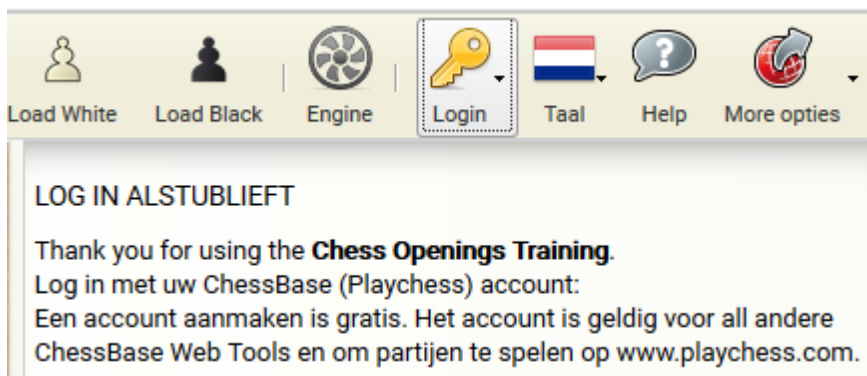 Load White Load Black Engine Login Taal Help More opties
LOG IN ALSTUBLIEFT
Thank you for using the Chess Openings Training.
Log in met uw ChessBase (Playchess) account:
Een account aanmaken is gratis. Het account is geldig voor all andere
ChessBase Web Tools en om partijen te spelen op www.playchess.com.